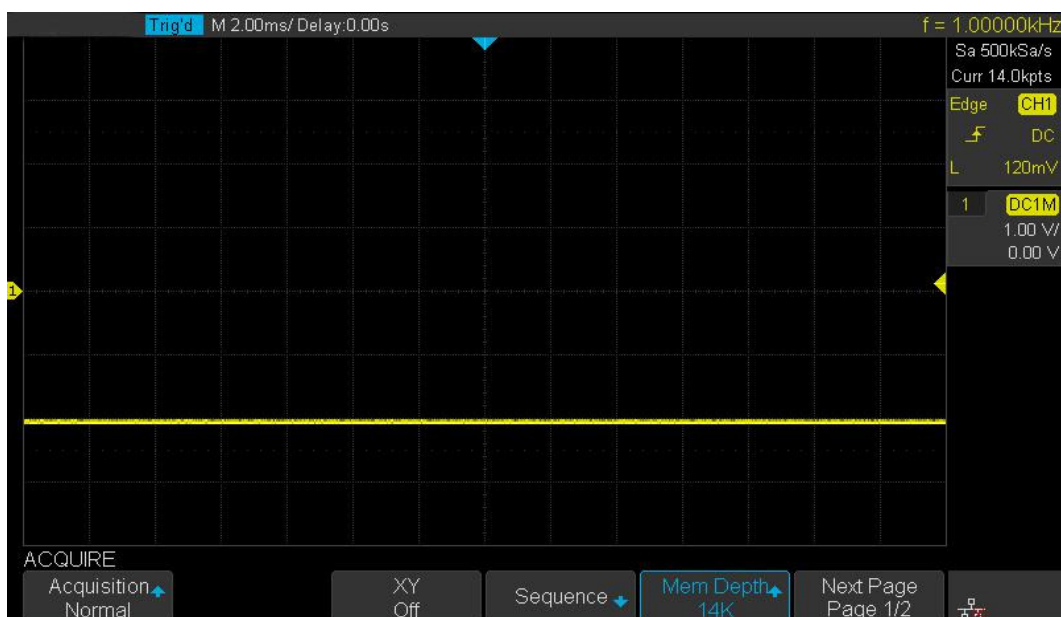 Trig'd M 2.00ms/ Delay:0.00s f = 1.00000kHz
Sa 500kSa/s
Curr 14.0kpts
Edge CH1
DC
L 120mV
1 DC1M
1.00 V/
0.00 V
1
ACQUIRE
Acquisition XY Sequence Mem Depth Next Page
Normal Off 14K Page 1/2